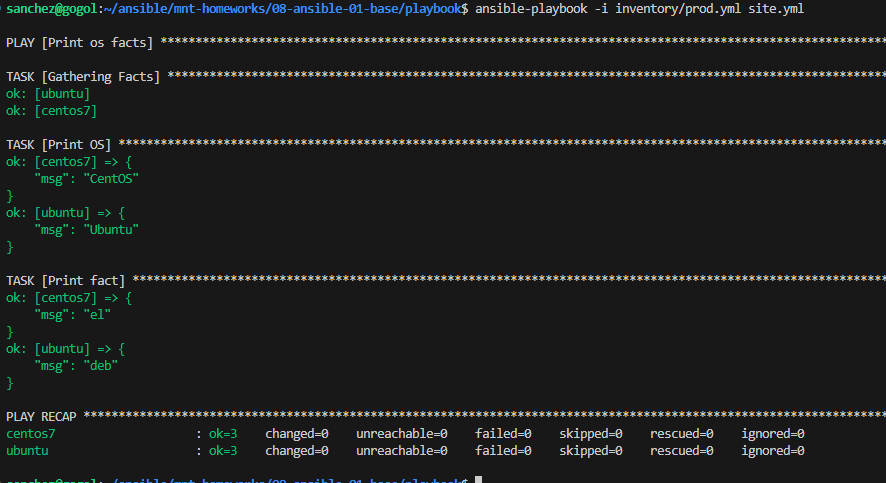 sanchez@gogol:~/ansible/mnt-homeworks/08-ansible-01-base/playbook$ ansible-playbook -i inventory/prod.yml site.yml
PLAY [Print os facts] ********************************************************************************************************
TASK [Gathering Facts] *******************************************************************************************************
ok: [ubuntu]
ok: [centos7]
TASK [Print OS] **************************************************************************************************************
ok: [centos7] => {
    "msg": "CentOS"
}
ok: [ubuntu] => {
    "msg": "Ubuntu"
}
TASK [Print fact] ************************************************************************************************************
ok: [centos7] => {
    "msg": "el"
}
ok: [ubuntu] => {
    "msg": "deb"
}
PLAY RECAP *******************************************************************************************************************
centos7                    : ok=3    changed=0    unreachable=0    failed=0    skipped=0    rescued=0    ignored=0
ubuntu                     : ok=3    changed=0    unreachable=0    failed=0    skipped=0    rescued=0    ignored=0
sanchez@gogol:~/ansible/mnt-homeworks/08-ansible-01-base/playbook$